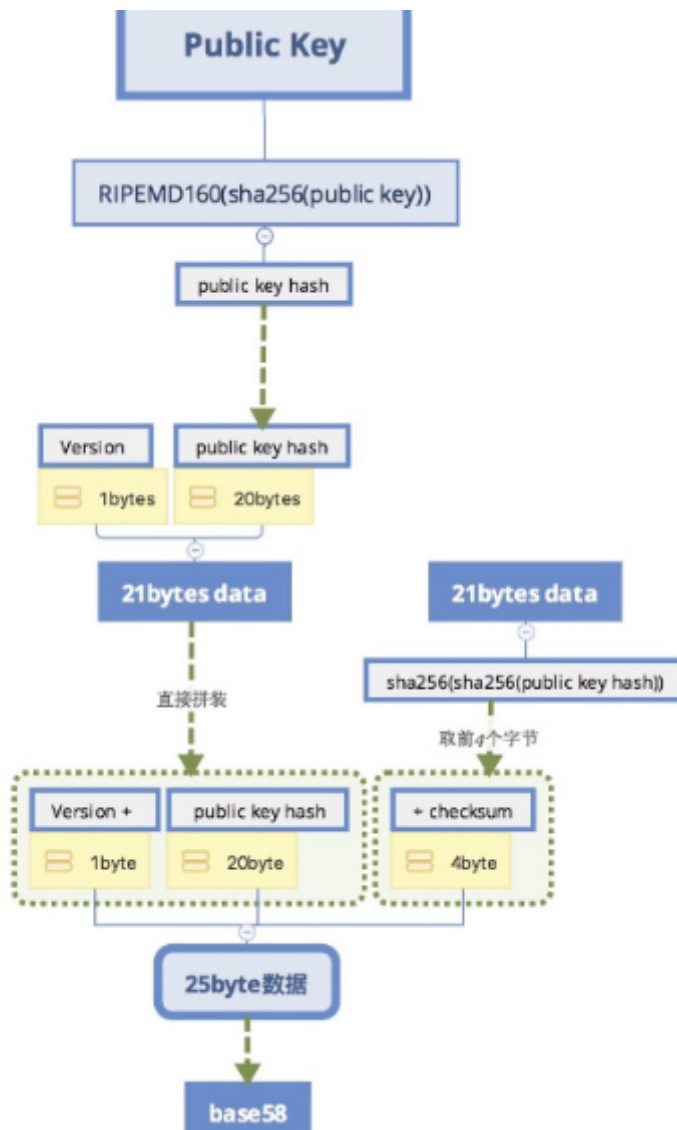 Public Key
RIPEMD160(sha256(public key))
public key hash
Version
public key hash
1bytes
20bytes
21bytes data
21bytes data
sha256(sha256(public key hash))
直接拼装
取前4个字节
Version +
public key hash
+ checksum
1byte
20byte
4byte
25byte数据
base58